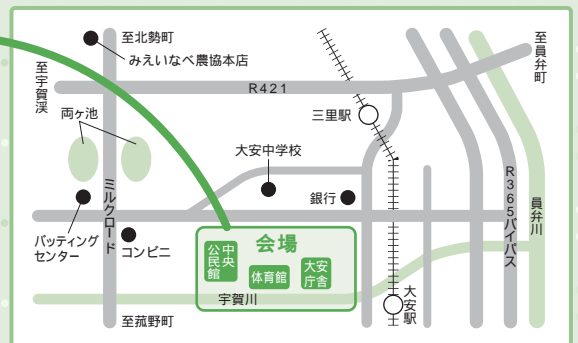 至北勢町
みえいなべ農協本店
至員弁町
至宇賀渓
R421
両ヶ池
三里駅
大安中学校
銀行
ミルクロード
R365バイパス
員弁川
バッティング
センター
コンビニ
会場
中央
公民館
体育館
大安
庁舎
宇賀川
大安駅
至菰野町